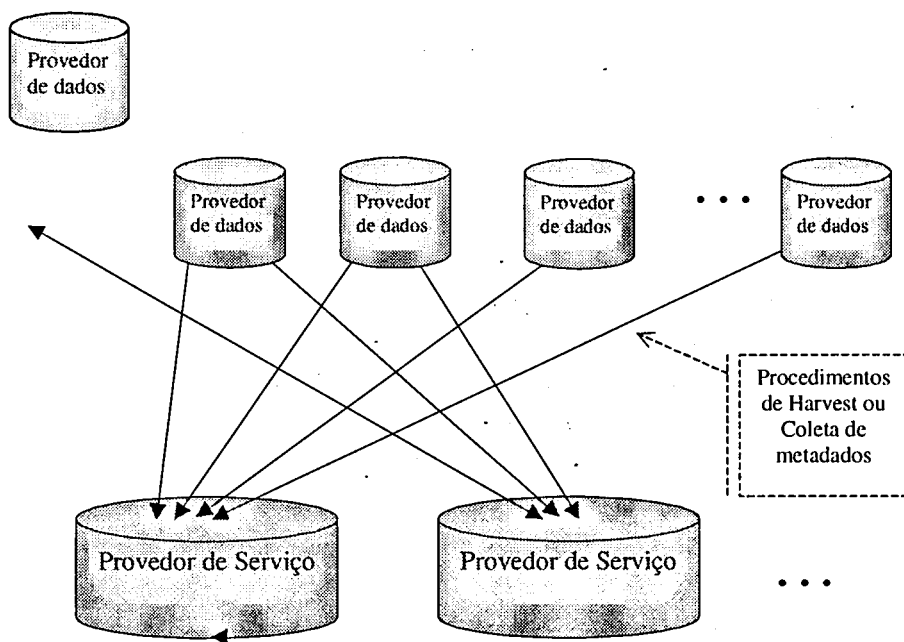 Provedor
de dados
Provedor
de dados
Provedor
de dados
Provedor
de dados
• • •
Provedor
de dados
Procedimentos
de Harvest ou
Coleta de
metadados
Provedor de Serviço
Provedor de Serviço
• • •